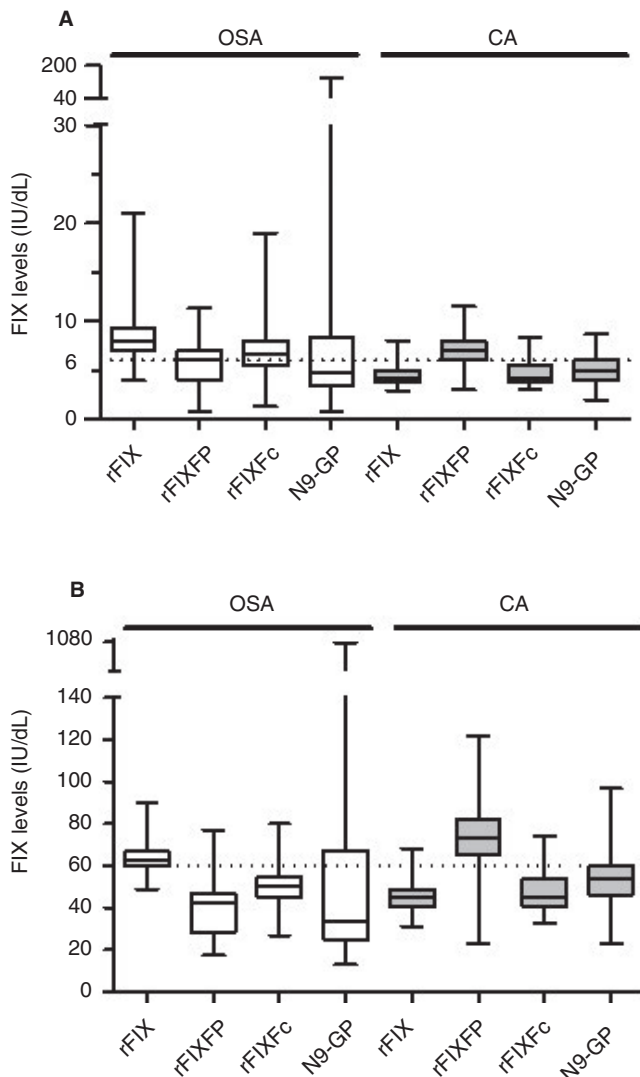 A
OSA CA
200
40
30
20
10
6
0
FIX levels (IU/dL)
rFIX rFIXFP rFIXFc N9-GP rFIX rFIXFP rFIXFc N9-GP
B
OSA CA
1080
140
120
100
80
60
40
20
0
FIX levels (IU/dL)
rFIX rFIXFP rFIXFc N9-GP rFIX rFIXFP rFIXFc N9-GP